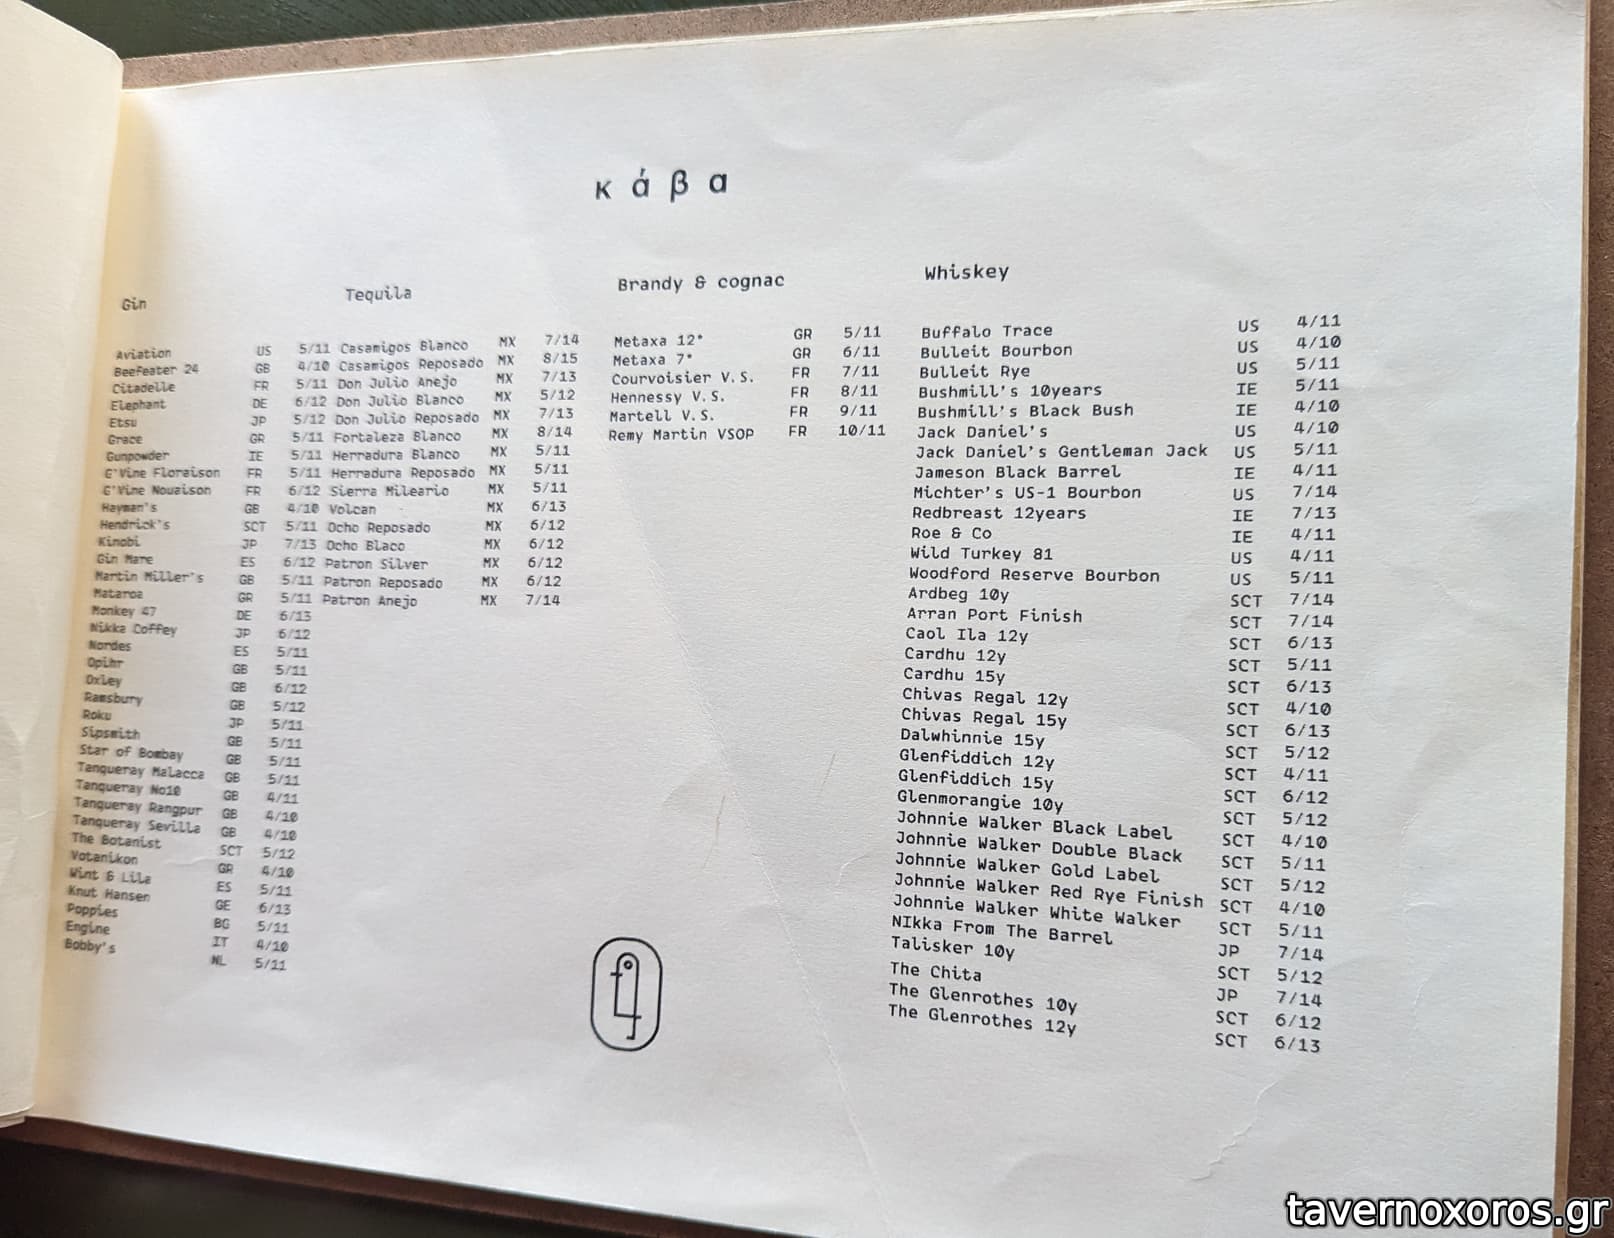 κάβα
Gin
Aviation US 5/11
Beefeater 24 GB 4/10
Citadelle FR 5/11
Elephant DE 6/12
Etsu JP 5/12
Grace GR 5/11
Gunpowder IE 5/11
G'Vine Floraison FR 5/11
G'Vine Nouaison FR 6/12
Hayman's GB 4/10
Hendrick's SCT 5/11
Kinobi JP 7/13
Gin Mare ES 6/12
Martin Miller's GB 5/11
Mataroa GR 5/11
Monkey 47 DE 6/13
Nikka Coffey JP 6/12
Nordes ES 5/11
Opihr GB 5/11
Oxley GB 6/12
Ramsbury GB 5/12
Roku JP 5/11
Sipsmith GB 5/11
Star of Bombay GB 5/11
Tanqueray Malacca GB 5/11
Tanqueray No10 GB 4/11
Tanqueray Rangpur GB 4/10
Tanqueray Sevilla GB 4/10
The Botanist SCT 5/12
Votanikon GR 4/10
Wint & Lila ES 5/11
Knut Hansen GE 6/13
Poppies BG 5/11
Engine IT 4/10
Bobby's NL 5/11
Tequila
Casamigos Blanco MX 7/14
Casamigos Reposado MX 8/15
Don Julio Anejo MX 7/13
Don Julio Blanco MX 5/12
Don Julio Reposado MX 7/13
Fortaleza Blanco MX 8/14
Herradura Blanco MX 5/11
Herradura Reposado MX 5/11
Sierra Mileario MX 5/11
Volcan MX 6/13
Ocho Reposado MX 6/12
Ocho Blaco MX 6/12
Patron Silver MX 6/12
Patron Reposado MX 6/12
Patron Anejo MX 7/14
Brandy & cognac
Metaxa 12* GR 5/11
Metaxa 7* GR 6/11
Courvoisier V.S. FR 7/11
Hennessy V.S. FR 8/11
Martell V.S. FR 9/11
Remy Martin VSOP FR 10/11
Whiskey
Buffalo Trace US 4/11
Bulleit Bourbon US 4/10
Bulleit Rye US 5/11
Bushmill's 10years IE 5/11
Bushmill's Black Bush IE 4/10
Jack Daniel's US 4/10
Jack Daniel's Gentleman Jack US 5/11
Jameson Black Barrel IE 4/11
Michter's US-1 Bourbon US 7/14
Redbreast 12years IE 7/13
Roe & Co IE 4/11
Wild Turkey 81 US 4/11
Woodford Reserve Bourbon US 5/11
Ardbeg 10y SCT 7/14
Arran Port Finish SCT 7/14
Caol Ila 12y SCT 6/13
Cardhu 12y SCT 5/11
Cardhu 15y SCT 6/13
Chivas Regal 12y SCT 4/10
Chivas Regal 15y SCT 6/13
Dalwhinnie 15y SCT 5/12
Glenfiddich 12y SCT 4/11
Glenfiddich 15y SCT 6/12
Glenmorangie 10y SCT 5/12
Johnnie Walker Black Label SCT 4/10
Johnnie Walker Double Black SCT 5/11
Johnnie Walker Gold Label SCT 5/12
Johnnie Walker Red Rye Finish SCT 4/10
Johnnie Walker White Walker SCT 5/11
NIkka From The Barrel JP 7/14
Talisker 10y SCT 5/12
The Chita JP 7/14
The Glenrothes 10y SCT 6/12
The Glenrothes 12y SCT 6/13
tavernoxoros.gr